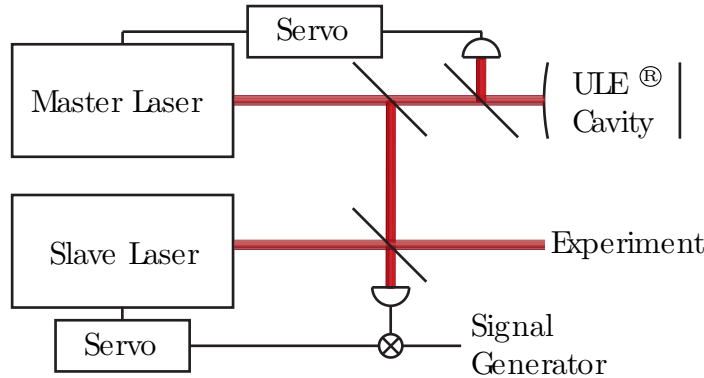 Servo
Master Laser
ULE ®
Cavity
Slave Laser
Experiment
Servo
Signal
Generator